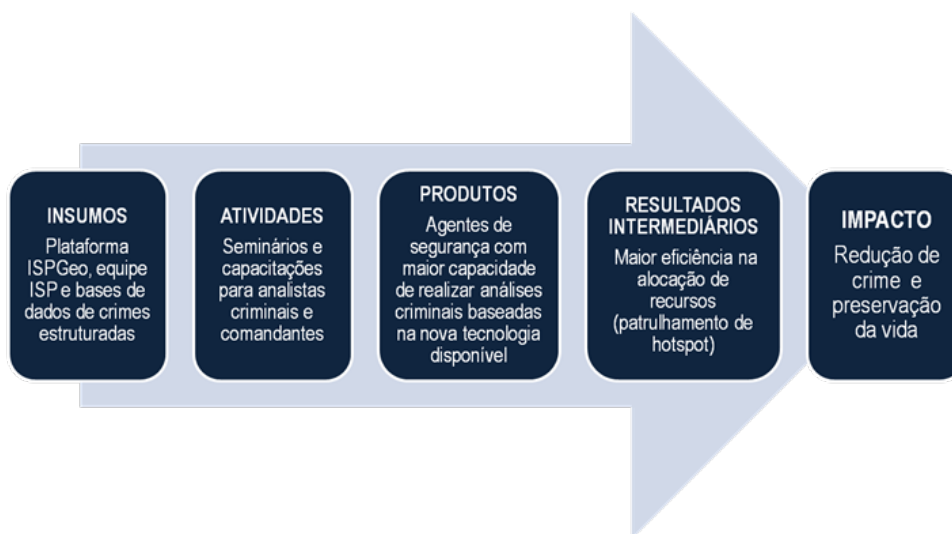 INSUMOS
Plataforma
ISPGeo, equipe
ISP e bases de
dados de crimes
estruturadas
ATIVIDADES
Seminários e
capacitações
para analistas
criminais e
comandantes
PRODUTOS
Agentes de
segurança com
maior capacidade
de realizar análises
criminais baseadas
na nova tecnologia
disponível
RESULTADOS
INTERMEDIÁRIOS
Maior eficiência na
alocação de
recursos
(patrulhamento de
hotspot)
IMPACTO
Redução de
crime e
preservação
da vida